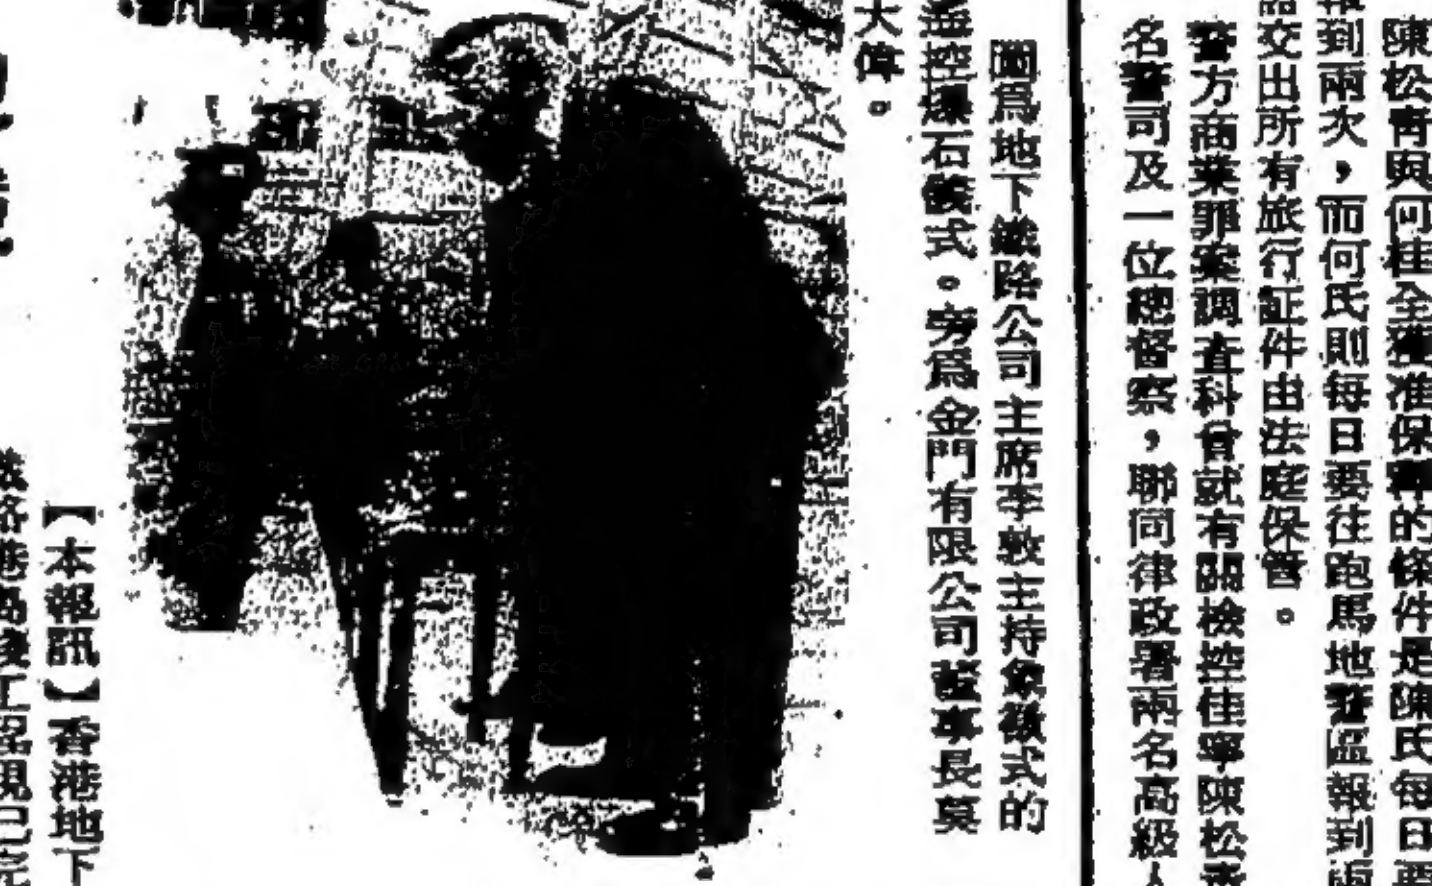 陳松青與何桂全獲准保釋的條件是陳氏每日要
報到兩次，而何氏則每日要往跑馬地警區報到兩
交出所有旅行証件由法庭保管。
警方商業罪案調查科曾就有關檢控佳寧陳松青
名警司及一位總督察，聯同律政署兩名高級人
圖爲地下鐵路公司主席李敦主持象徵式的
遙控爆石儀式。旁爲金門有限公司董事長莫
大偉。
【本報訊】香港地下
鐵路港島線工程現已完